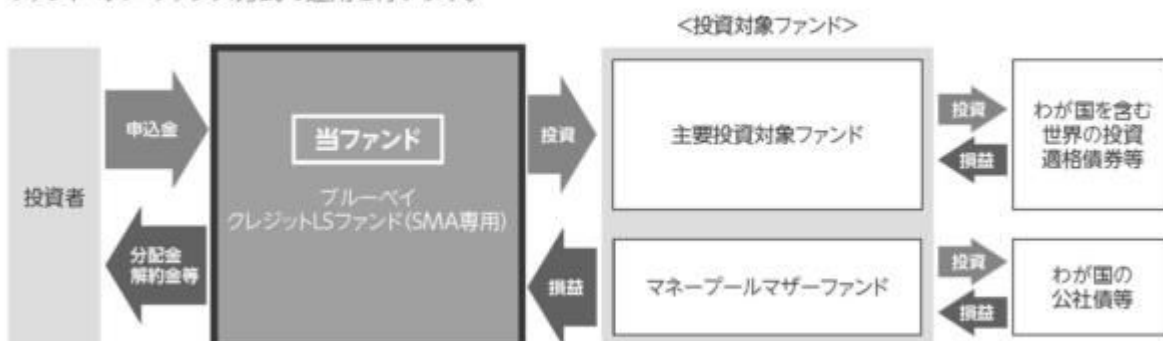 ＜投資対象ファンド＞
投資者
申込金
分配金
解約金等
当ファンド
ブルーベイ
クレジットLSファンド(SMA専用)
投資
損益
主要投資対象ファンド
マネープールマザーファンド
投資
損益
わが国を含む
世界の投資
適格債券等
投資
損益
わが国の
公社債等